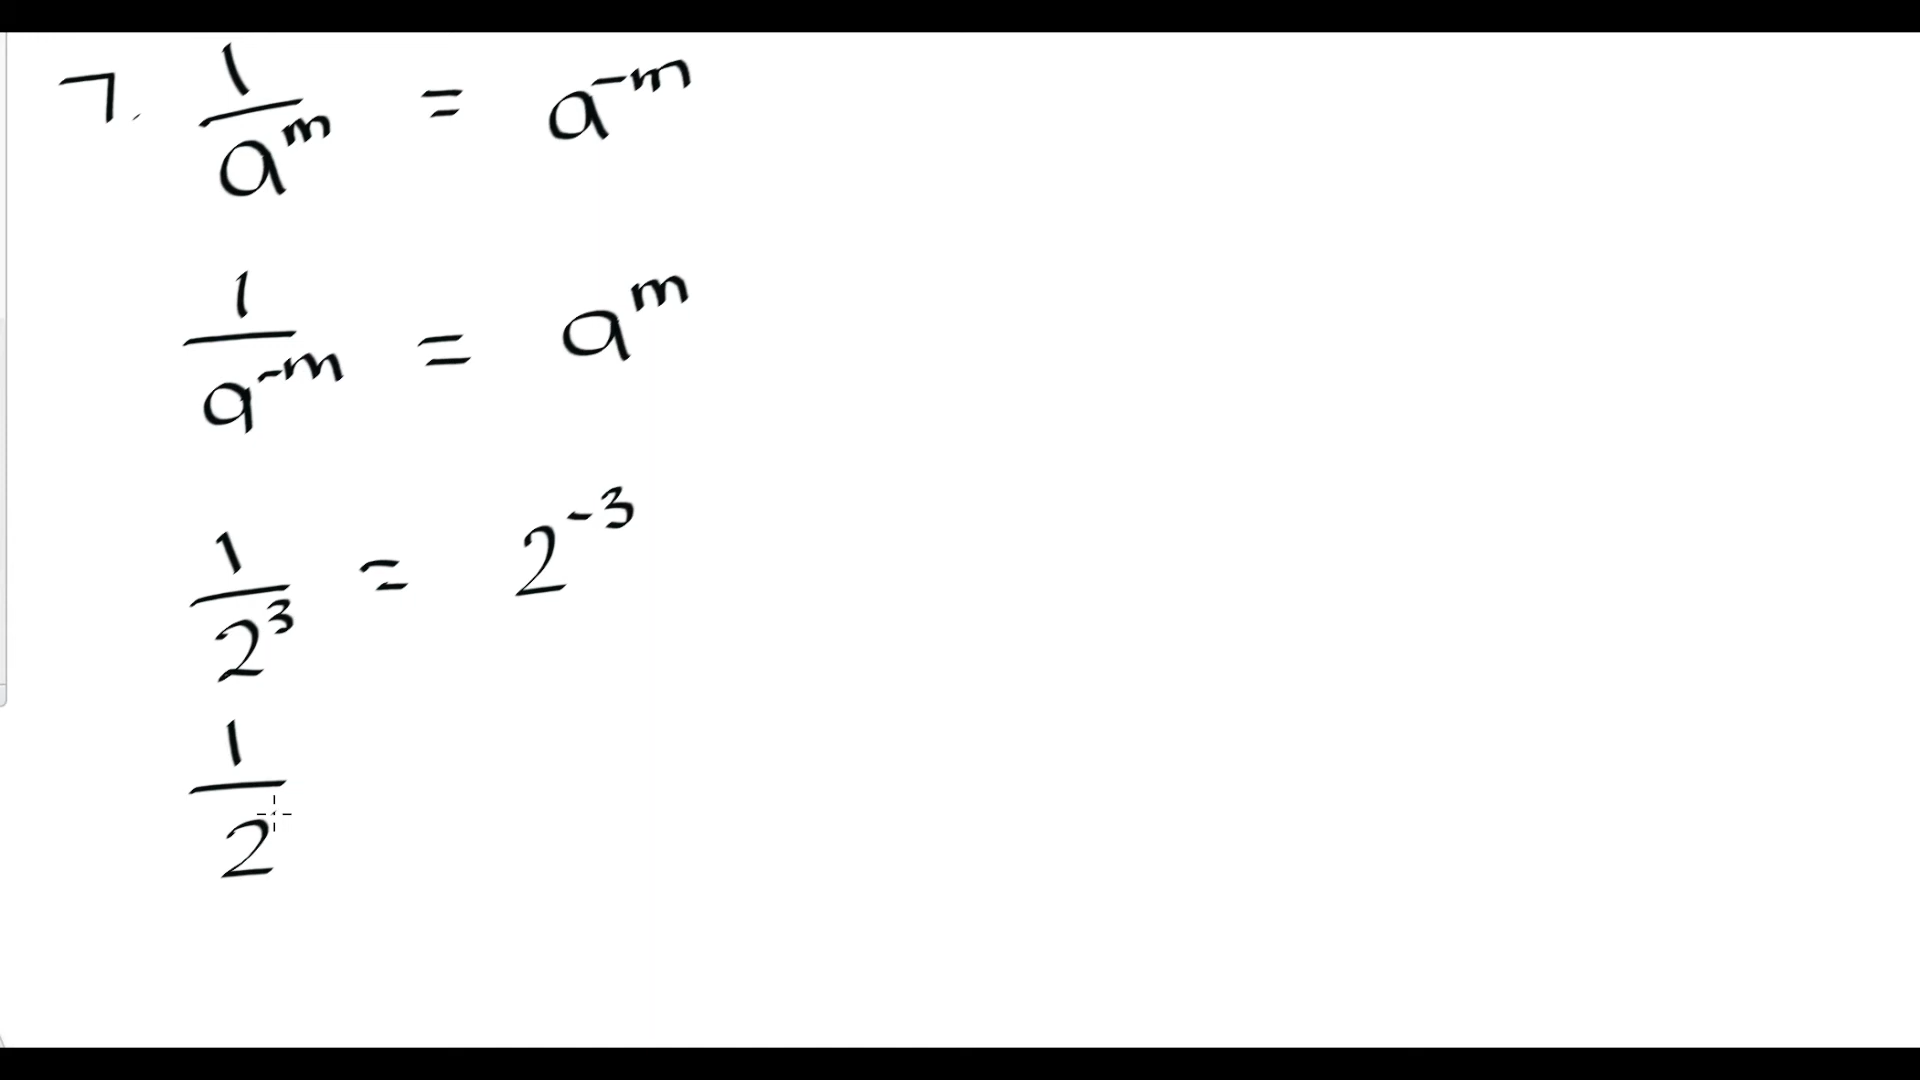 7. 1/a^m = a^-m
1/a^-m = a^m
1/2^3 = 2^-3
1/2